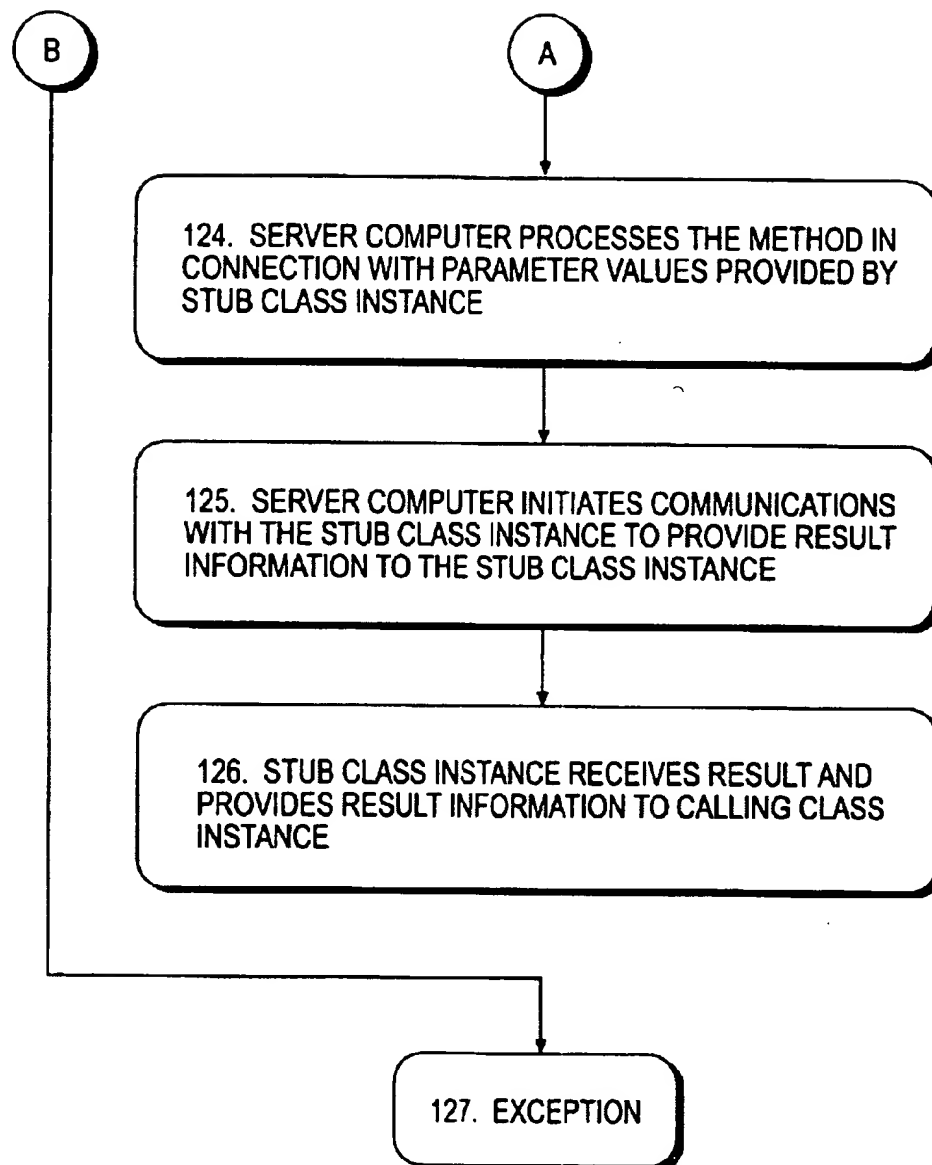 B
A
124. SERVER COMPUTER PROCESSES THE METHOD IN
CONNECTION WITH PARAMETER VALUES PROVIDED BY
STUB CLASS INSTANCE
125. SERVER COMPUTER INITIATES COMMUNICATIONS
WITH THE STUB CLASS INSTANCE TO PROVIDE RESULT
INFORMATION TO THE STUB CLASS INSTANCE
126. STUB CLASS INSTANCE RECEIVES RESULT AND
PROVIDES RESULT INFORMATION TO CALLING CLASS
INSTANCE
127. EXCEPTION